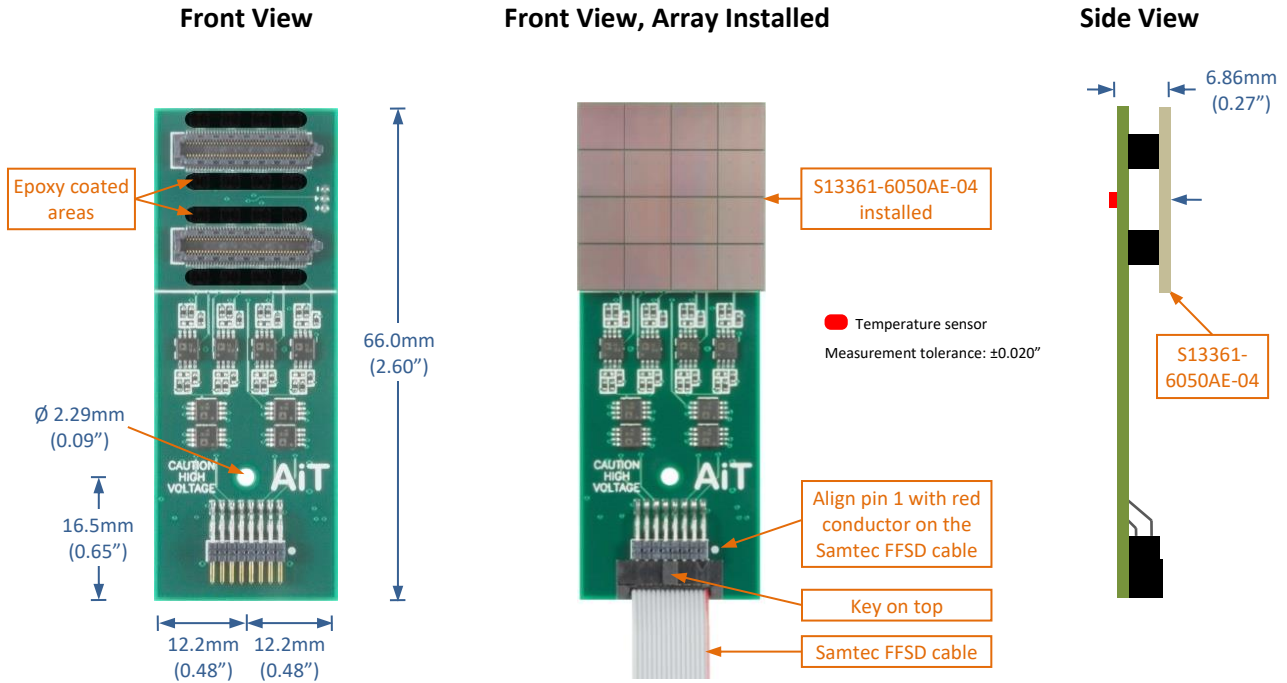 Front View
Front View, Array Installed
Side View
6.86mm
(0.27”)
Epoxy coated
areas
S13361-6050AE-04
installed
66.0mm
(2.60”)
Temperature sensor
Measurement tolerance: ±0.020”
S13361-
6050AE-04
Ø 2.29mm
(0.09”)
CAUTION
HIGH
VOLTAGE
AiT
CAUTION
HIGH
VOLTAGE
AiT
16.5mm
(0.65”)
Align pin 1 with red
conductor on the
Samtec FFSD cable
Key on top
Samtec FFSD cable
12.2mm
(0.48”)
12.2mm
(0.48”)